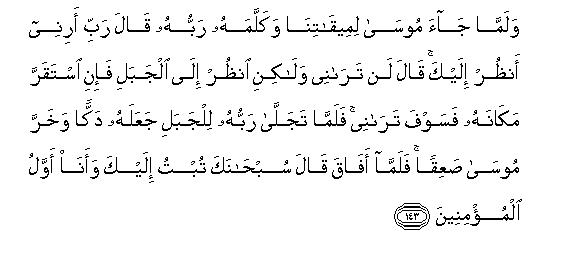 وَلَمَّا جَآءَ مُوسَىٰ لِمِيقَـٰتِنَا وَكَلَّمَهُۥ رَبُّهُۥ قَالَ رَبِّ أَرِنِىٓ
أَنظُرْ إِلَيْكَ ۚ قَالَ لَن تَرَىٰنِى وَلَـٰكِنِ ٱنظُرْ إِلَى ٱلْجَبَلِ فَإِنِ ٱسْتَقَرَّ
مَكَانَهُۥ فَسَوْفَ تَرَىٰنِى ۚ فَلَمَّا تَجَلَّىٰ رَبُّهُۥ لِلْجَبَلِ جَعَلَهُۥ دَكًّا وَخَرَّ
مُوسَىٰ صَعِقًا ۚ فَلَمَّآ أَفَاقَ قَالَ سُبْحَـٰنَكَ تُبْتُ إِلَيْكَ وَأَنَا۠ أَوَّلُ
ٱلْمُؤْمِنِينَ ﴿١٤٣﴾